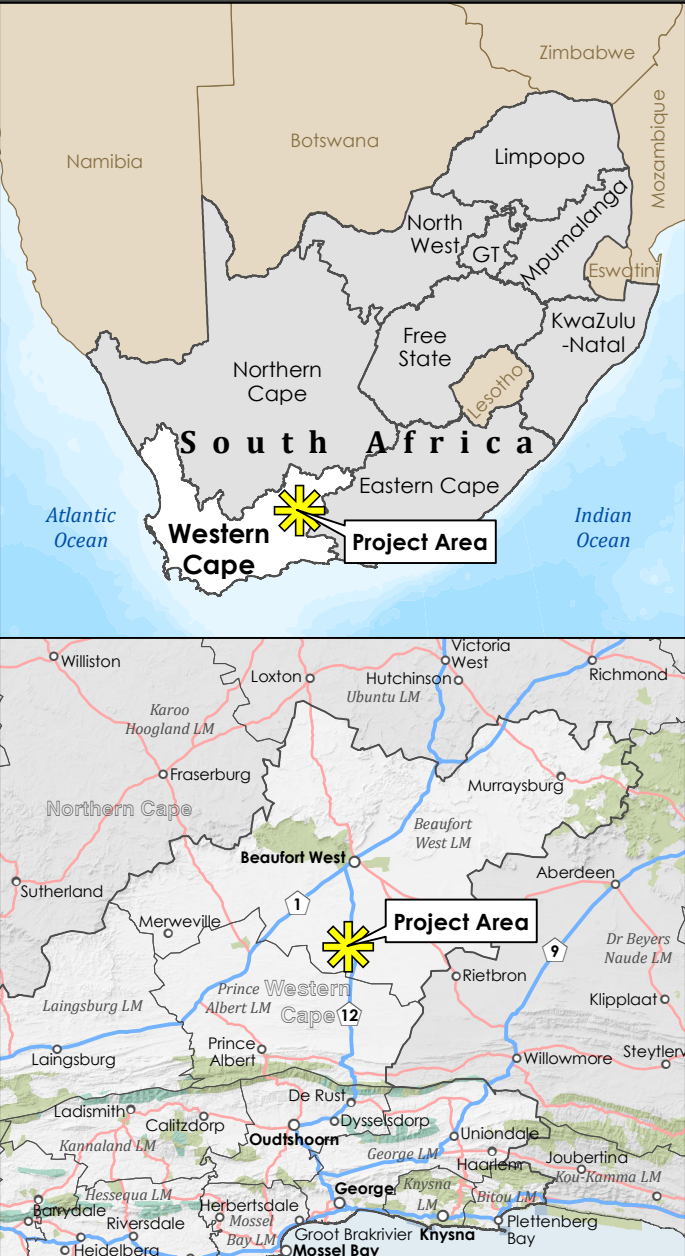 Zimbabwe
Mozambique
Botswana
Namibia
Limpopo
North
West
GT
Mpumalanga
Eswatini
KwaZulu
-Natal
Free
State
Lesotho
Northern
Cape
South Africa
Eastern Cape
Atlantic
Ocean
Indian
Ocean
Western
Cape
Project Area
Victoria
West
Williston
Loxton
Hutchinson
Richmond
Ubuntu LM
Karoo
Hoogland LM
Fraserburg
Murraysburg
Northern Cape
Beaufort
West LM
Beaufort West
Aberdeen
Sutherland
1
Merweville
Project Area
9
Dr Beyers
Naude LM
Rietbron
Prince
Albert LM
Western
Cape
12
Klipplaat
Laingsburg LM
Laingsburg
Prince
Albert
Willowmore
Steytlerv
De Rust
Ladismith
Calitzdorp
Dysselsdorp
Oudtshoorn
Uniondale
Kannaland LM
George LM
Haarlem
Joubertina
Kou-Kamma LM
Hessequa LM
George
Knysna
LM
Bitou LM
Barrydale
Herbertsdale
Riversdale
Mossel
Bay LM
Groot Brakrivier
Knysna
Plettenberg
Bay
Heidelberg
Mossel Bay